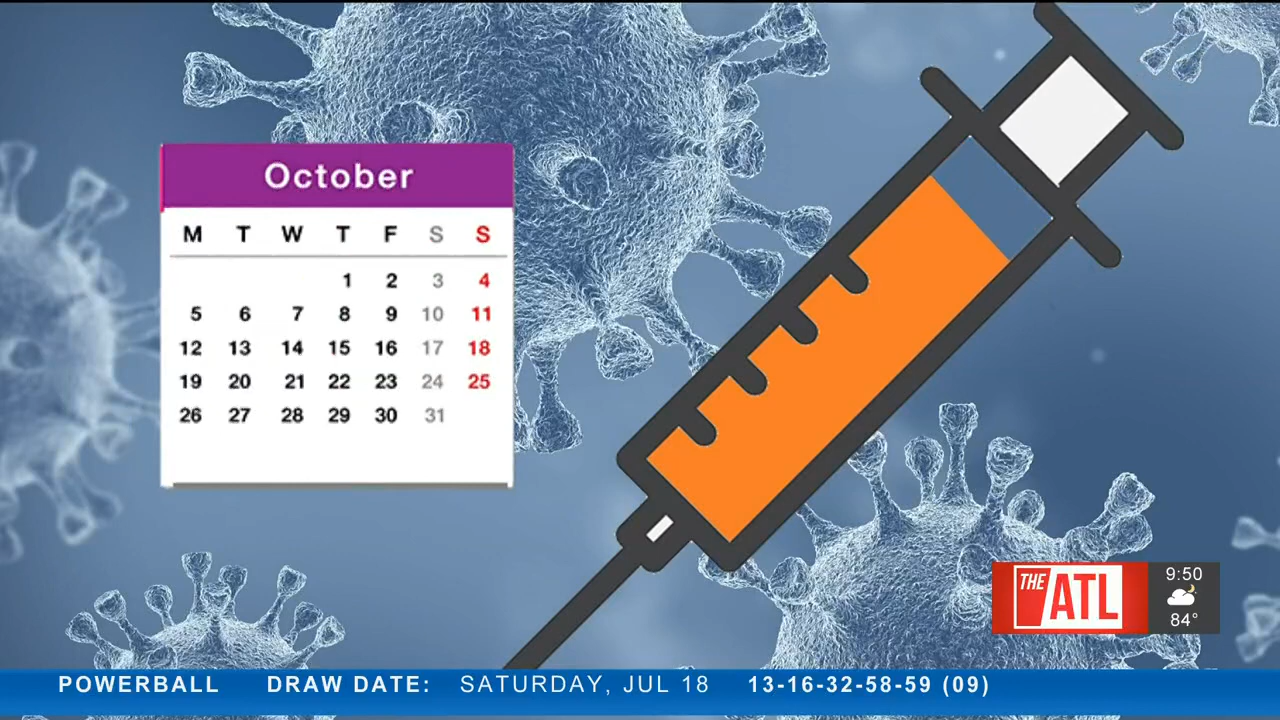 October
M T W T F S S
1 2 3 4
5 6 7 8 9 10 11
12 13 14 15 16 17 18
19 20 21 22 23 24 25
26 27 28 29 30 31
THE ATL
9:50
84°
POWERBALL DRAW DATE: SATURDAY, JUL 18 13-16-32-58-59 (09)